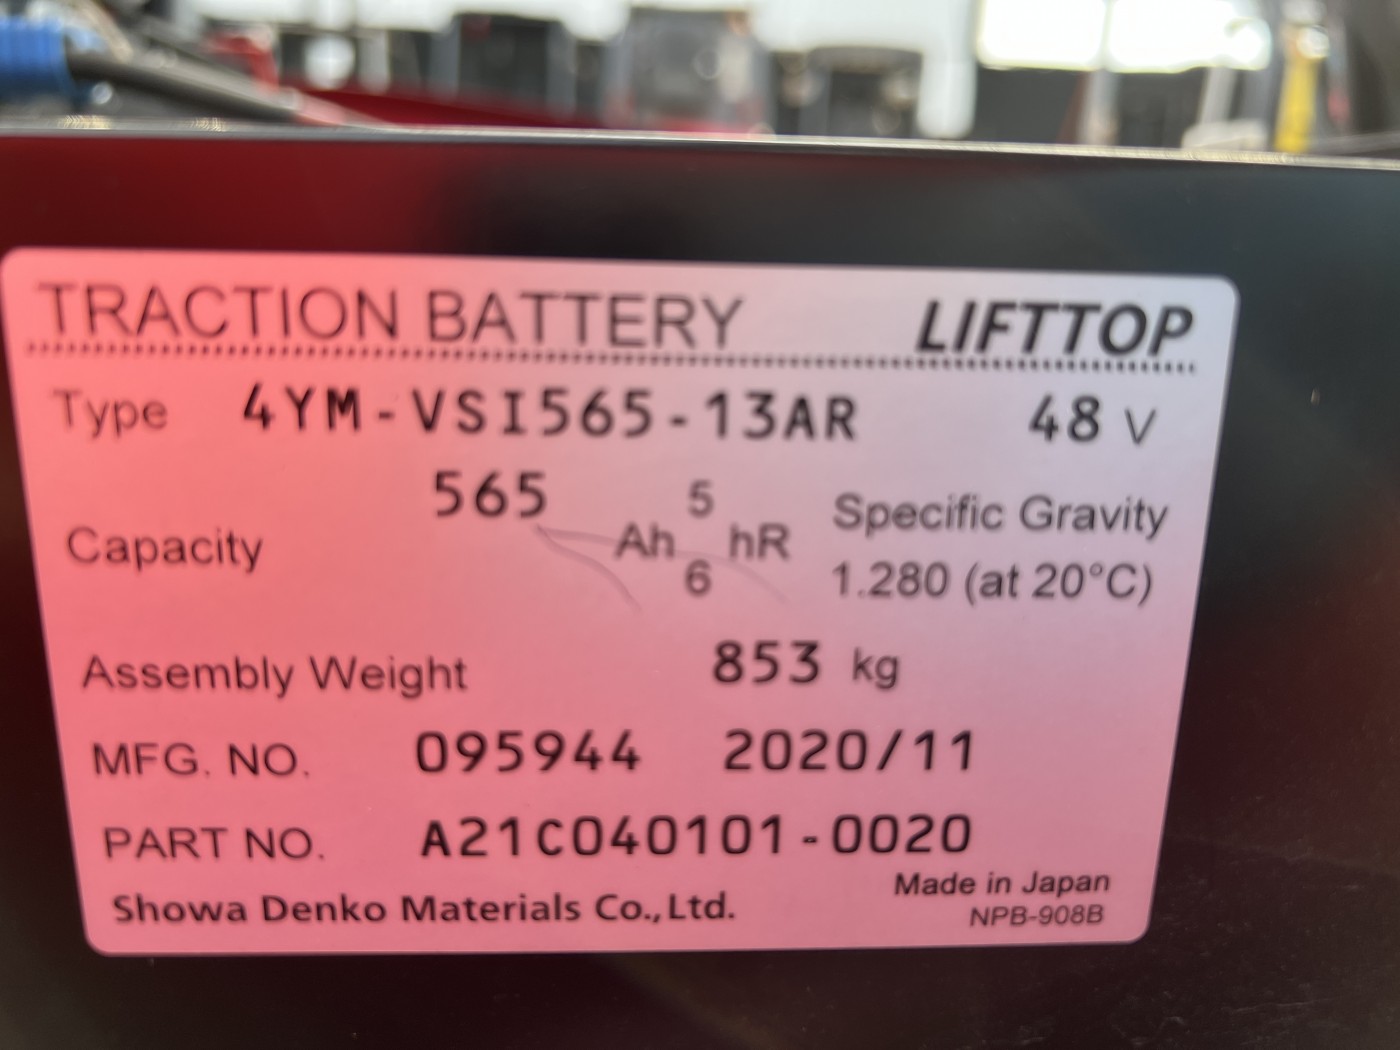 TRACTION BATTERY LIFTTOP
Type 4YM-VSI565-13AR 48 V
Capacity 565 Ah 5 hR
6
Specific Gravity
1.280 (at 20°C)
Assembly Weight 853 kg
MFG. NO. 095944 2020/11
PART NO. A21C040101-0020
Showa Denko Materials Co.,Ltd.
Made in Japan
NPB-908B